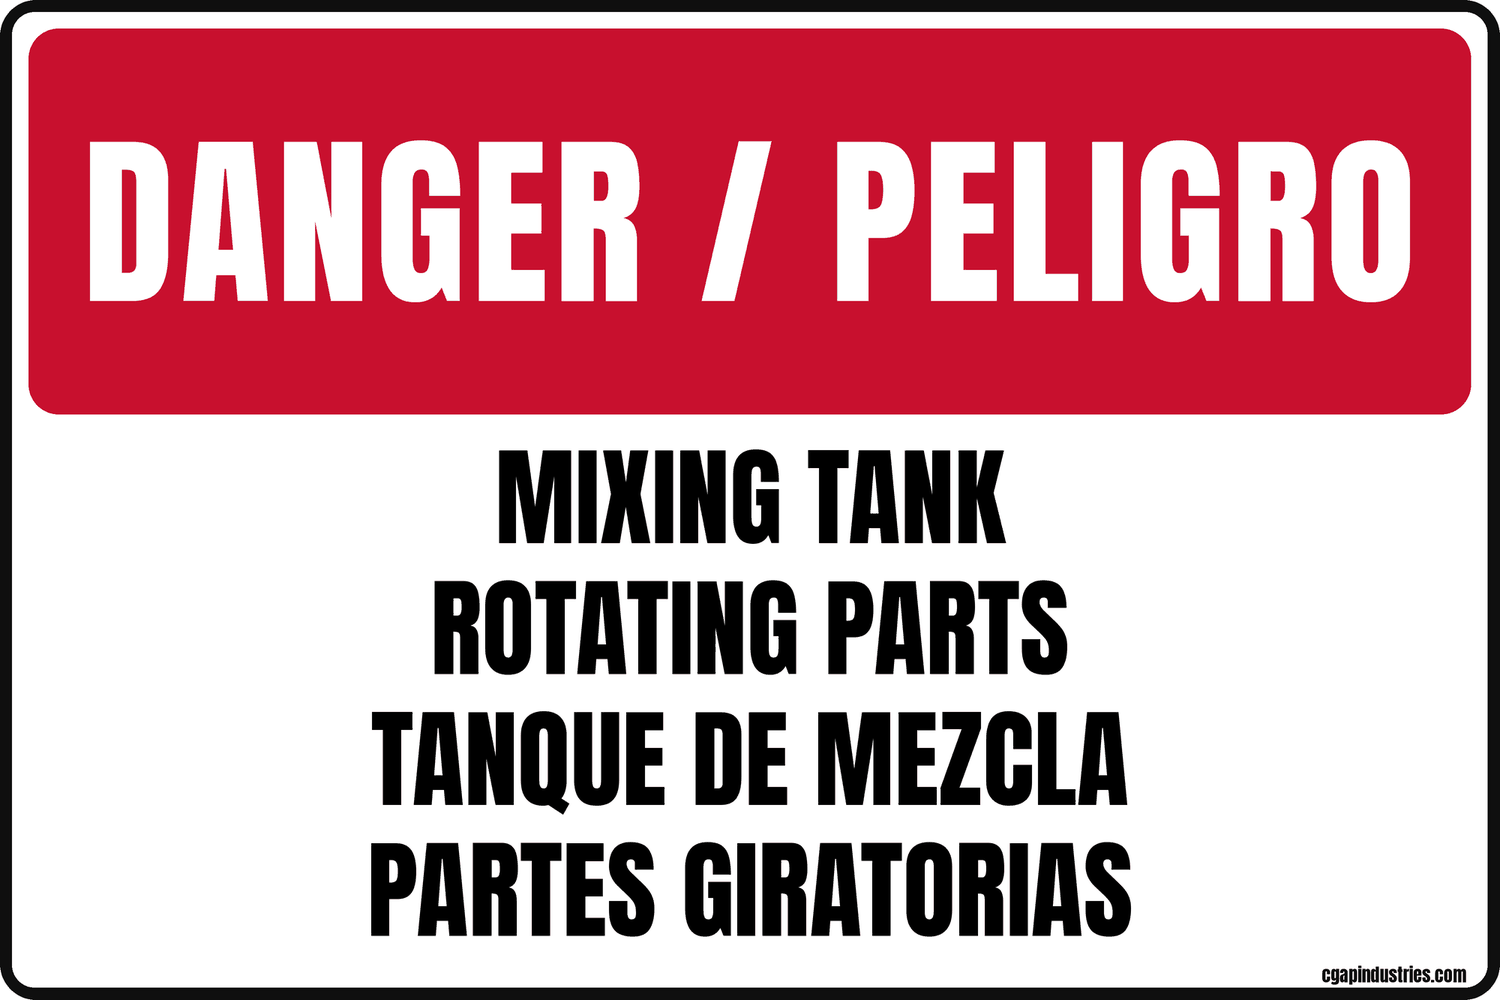 DANGER / PELIGRO
MIXING TANK
ROTATING PARTS
TANQUE DE MEZCLA
PARTES GIRATORIAS
cgapindustries.com